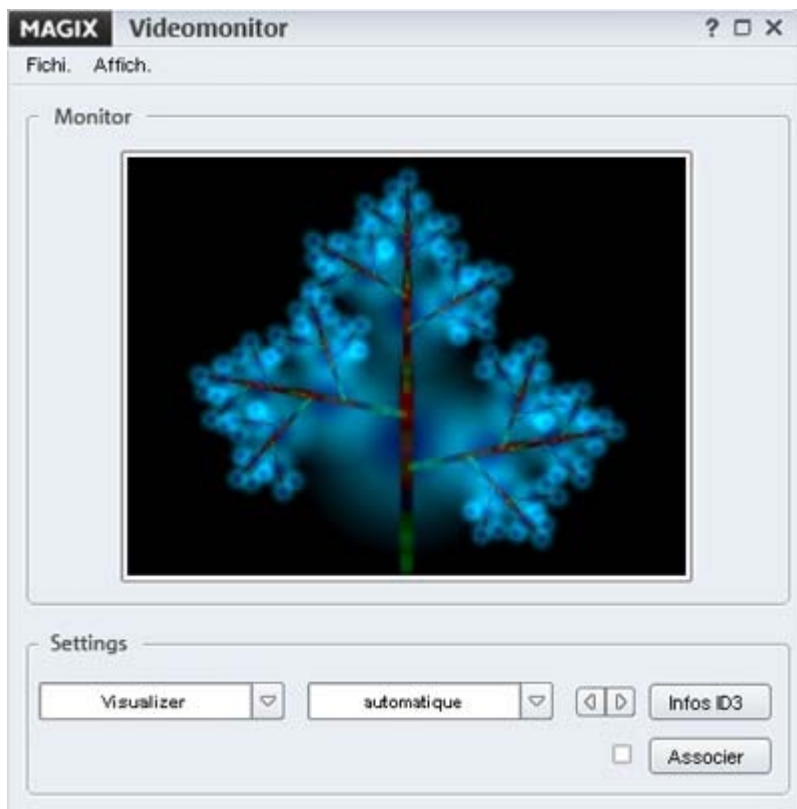 MAGIX Videomonitor ?
Fichi. Affich.
Monitor
Settings
Visualizer automatique Infos ID3
Associer